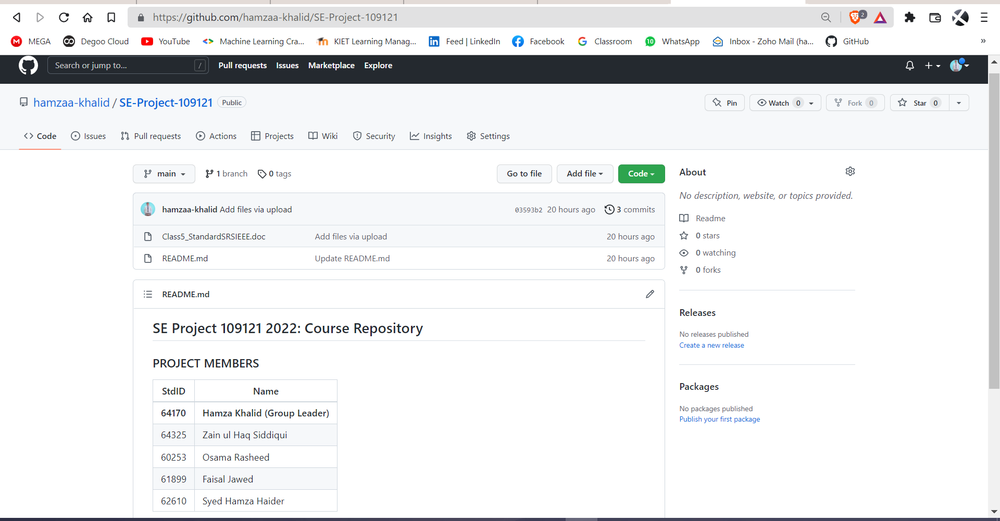 https://github.com/hamzaa-khalid/SE-Project-109121 2
M MEGA Degoo Cloud YouTube Machine Learning Cra... KIET Learning Manag... in Feed | LinkedIn Facebook G Classroom 10 WhatsApp Inbox - Zoho Mail (ha... GitHub »
Search or jump to... / Pull requests Issues Marketplace Explore
hamzaa-khalid / SE-Project-109121 Public Pin Watch 0 Fork 0 Star 0
Code Issues Pull requests Actions Projects Wiki Security Insights Settings
main 1 branch 0 tags Go to file Add file Code About
No description, website, or topics provided.
hamzaa-khalid Add files via upload 03593b2 20 hours ago 3 commits
Readme
Class5_StandardSRSIEEE.doc Add files via upload 20 hours ago 0 stars
0 watching
README.md Update README.md 20 hours ago
0 forks
README.md
Releases
SE Project 109121 2022: Course Repository
No releases published
Create a new release
PROJECT MEMBERS
Packages
StdID Name
No packages published
64170 Hamza Khalid (Group Leader)
Publish your first package
64325 Zain ul Haq Siddiqui
60253 Osama Rasheed
61899 Faisal Jawed
62610 Syed Hamza Haider